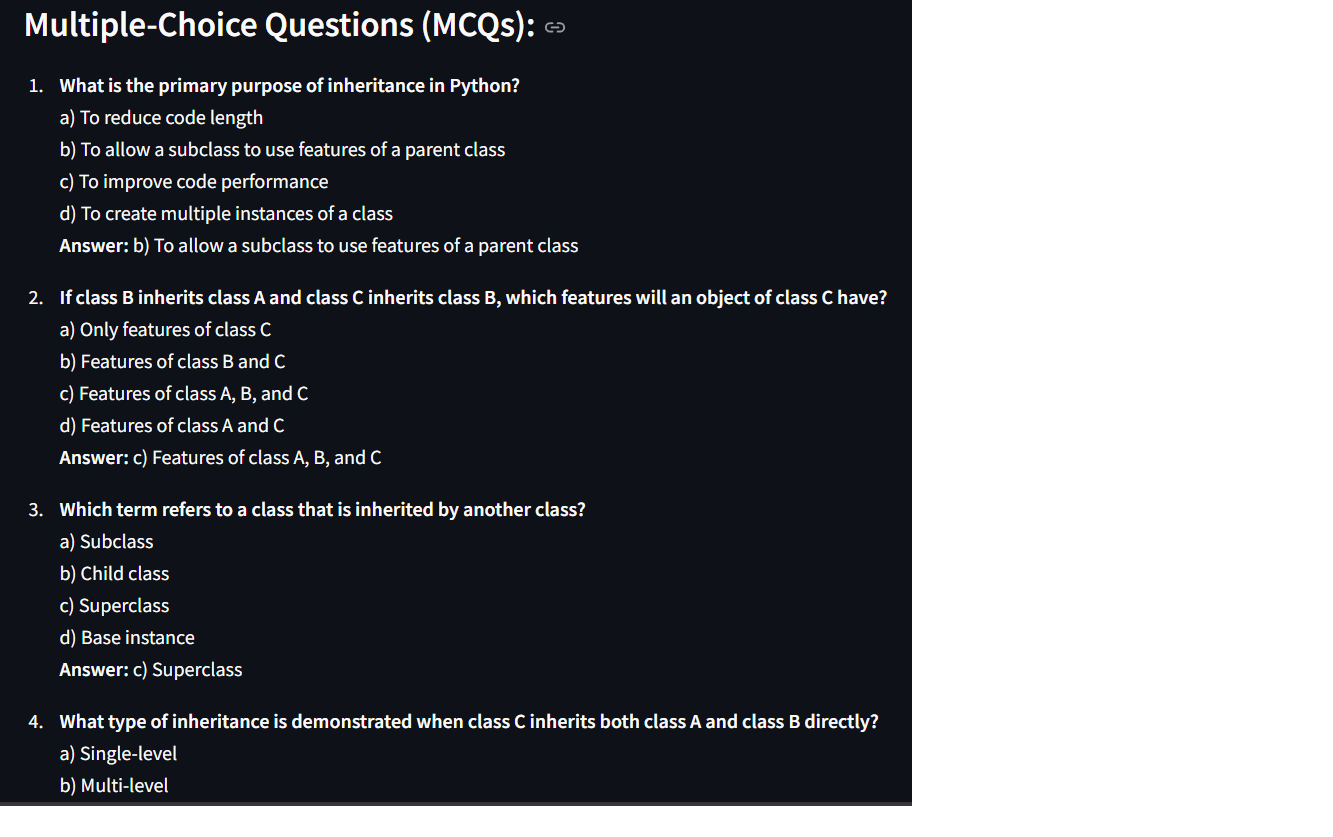 Multiple-Choice Questions (MCQs):
1. What is the primary purpose of inheritance in Python?
a) To reduce code length
b) To allow a subclass to use features of a parent class
c) To improve code performance
d) To create multiple instances of a class
Answer: b) To allow a subclass to use features of a parent class
2. If class B inherits class A and class C inherits class B, which features will an object of class C have?
a) Only features of class C
b) Features of class B and C
c) Features of class A, B, and C
d) Features of class A and C
Answer: c) Features of class A, B, and C
3. Which term refers to a class that is inherited by another class?
a) Subclass
b) Child class
c) Superclass
d) Base instance
Answer: c) Superclass
4. What type of inheritance is demonstrated when class C inherits both class A and class B directly?
a) Single-level
b) Multi-level